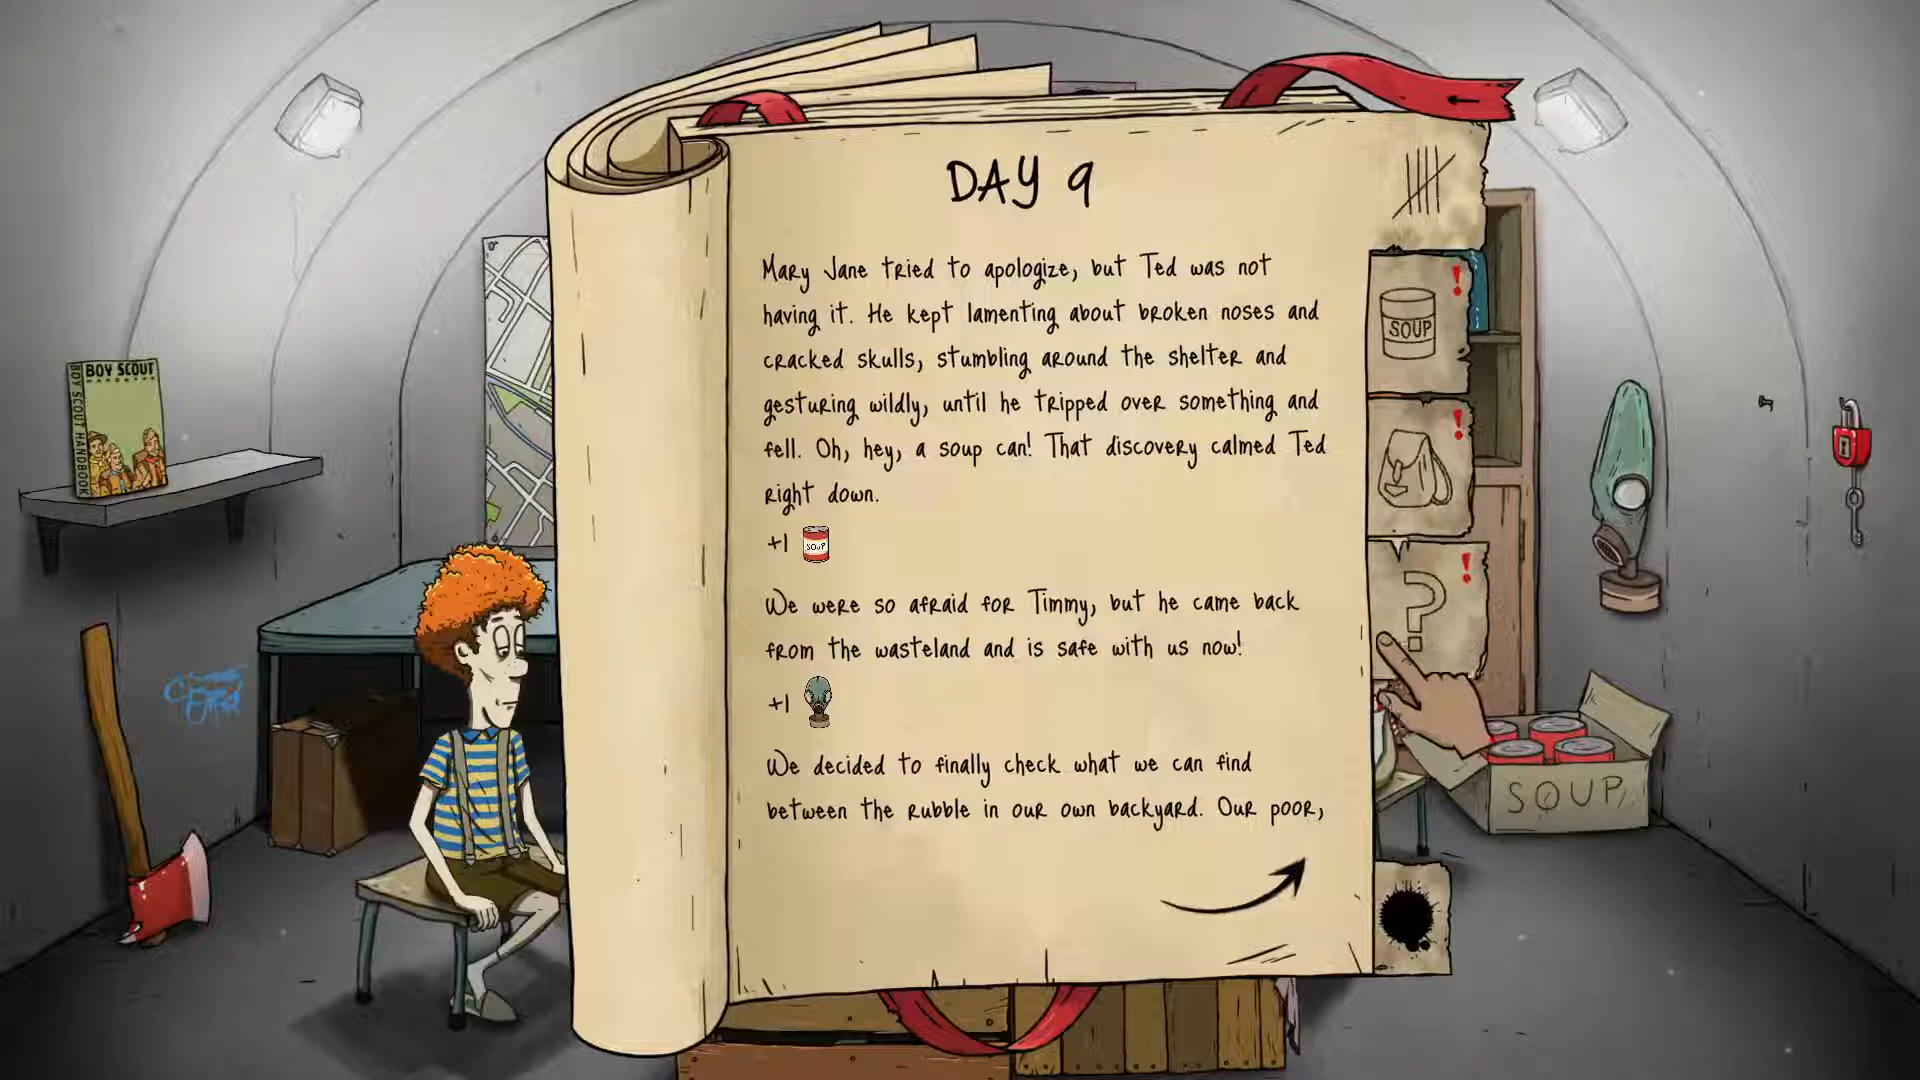 DAY 9
Mary Jane tried to apologize, but Ted was not
having it. He kept lamenting about broken noses and
cracked skulls, stumbling around the shelter and
gesturing wildly, until he tripped over something and
fell. Oh, hey, a soup can! That discovery calmed Ted
right down.
+1
SOUP
We were so afraid for Timmy, but he came back
from the wasteland and is safe with us now!
+1
We decided to finally check what we can find
between the rubble in our own backyard. Our poor,
!
SOUP
!
!
?
BOY SCOUT
HANDBOOK
BOY SCOUT HANDBOOK
SOUP